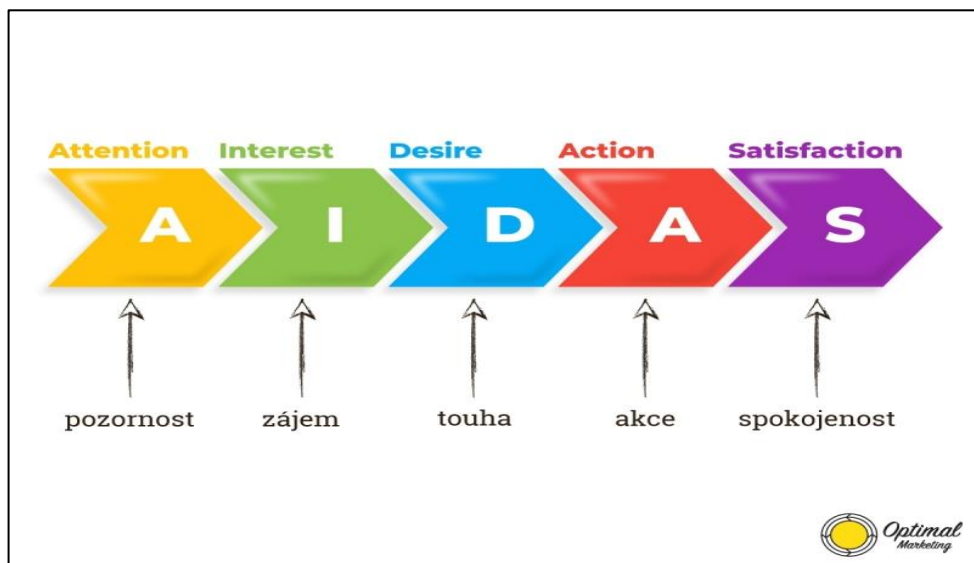 Attention Interest Desire Action Satisfaction
A I D A S
pozornost zájem touha akce spokojenost
Optimal
Marketing